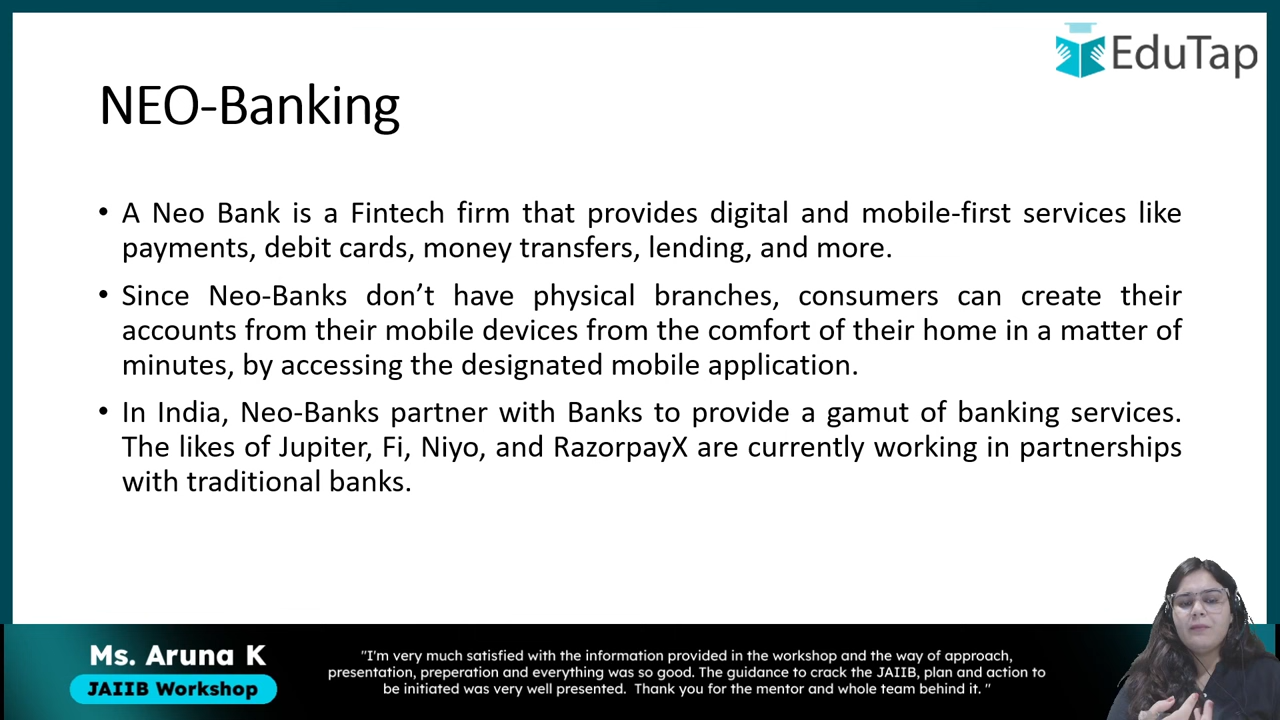 EduTap
NEO-Banking
• A Neo Bank is a Fintech firm that provides digital and mobile-first services like
payments, debit cards, money transfers, lending, and more.
• Since Neo-Banks don’t have physical branches, consumers can create their
accounts from their mobile devices from the comfort of their home in a matter of
minutes, by accessing the designated mobile application.
• In India, Neo-Banks partner with Banks to provide a gamut of banking services.
The likes of Jupiter, Fi, Niyo, and RazorpayX are currently working in partnerships
with traditional banks.
Ms. Aruna K
JAIIB Workshop
"I'm very much satisfied with the information provided in the workshop and the way of approach,
presentation, preperation and everything was so good. The guidance to crack the JAIIB, plan and action to
be initiated was very well presented. Thank you for the mentor and whole team behind it. "